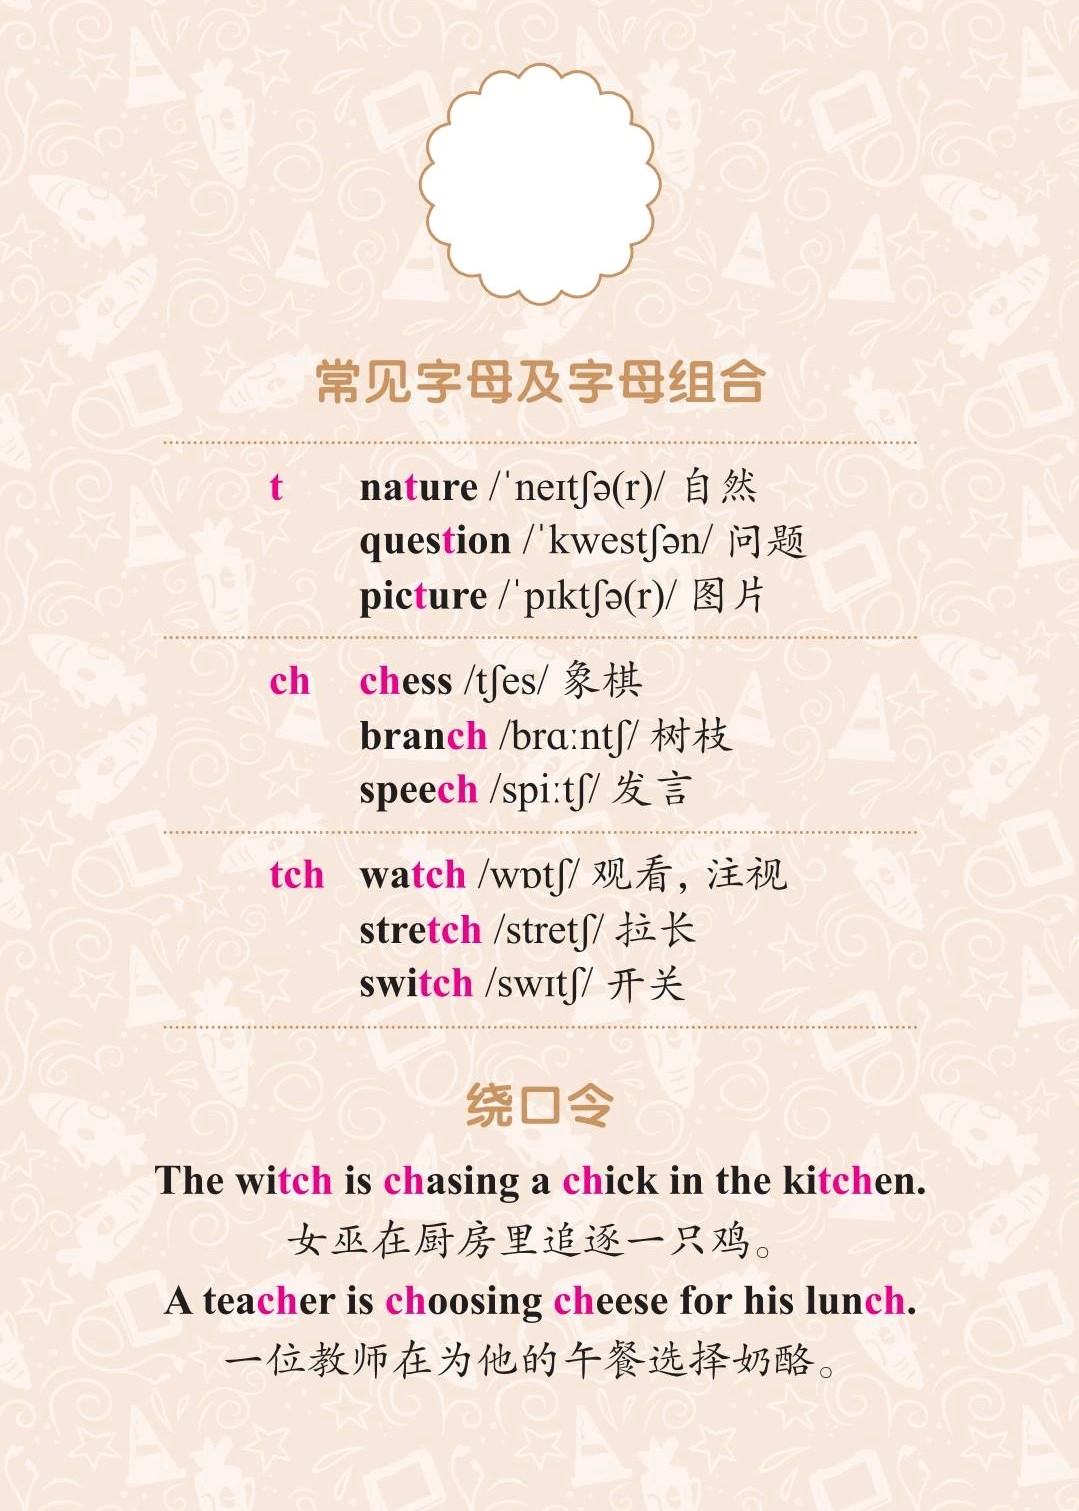 常见字母及字母组合
t nature /ˈneɪtʃə(r)/ 自然
question /ˈkwestʃən/ 问题
picture /ˈpɪktʃə(r)/ 图片
ch chess /tʃes/ 象棋
branch /brɑːntʃ/ 树枝
speech /spiːtʃ/ 发言
tch watch /wɒtʃ/ 观看，注视
stretch /stretʃ/ 拉长
switch /swɪtʃ/ 开关
绕口令
The witch is chasing a chick in the kitchen.
女巫在厨房里追逐一只鸡。
A teacher is choosing cheese for his lunch.
一位教师在为他的午餐选择奶酪。